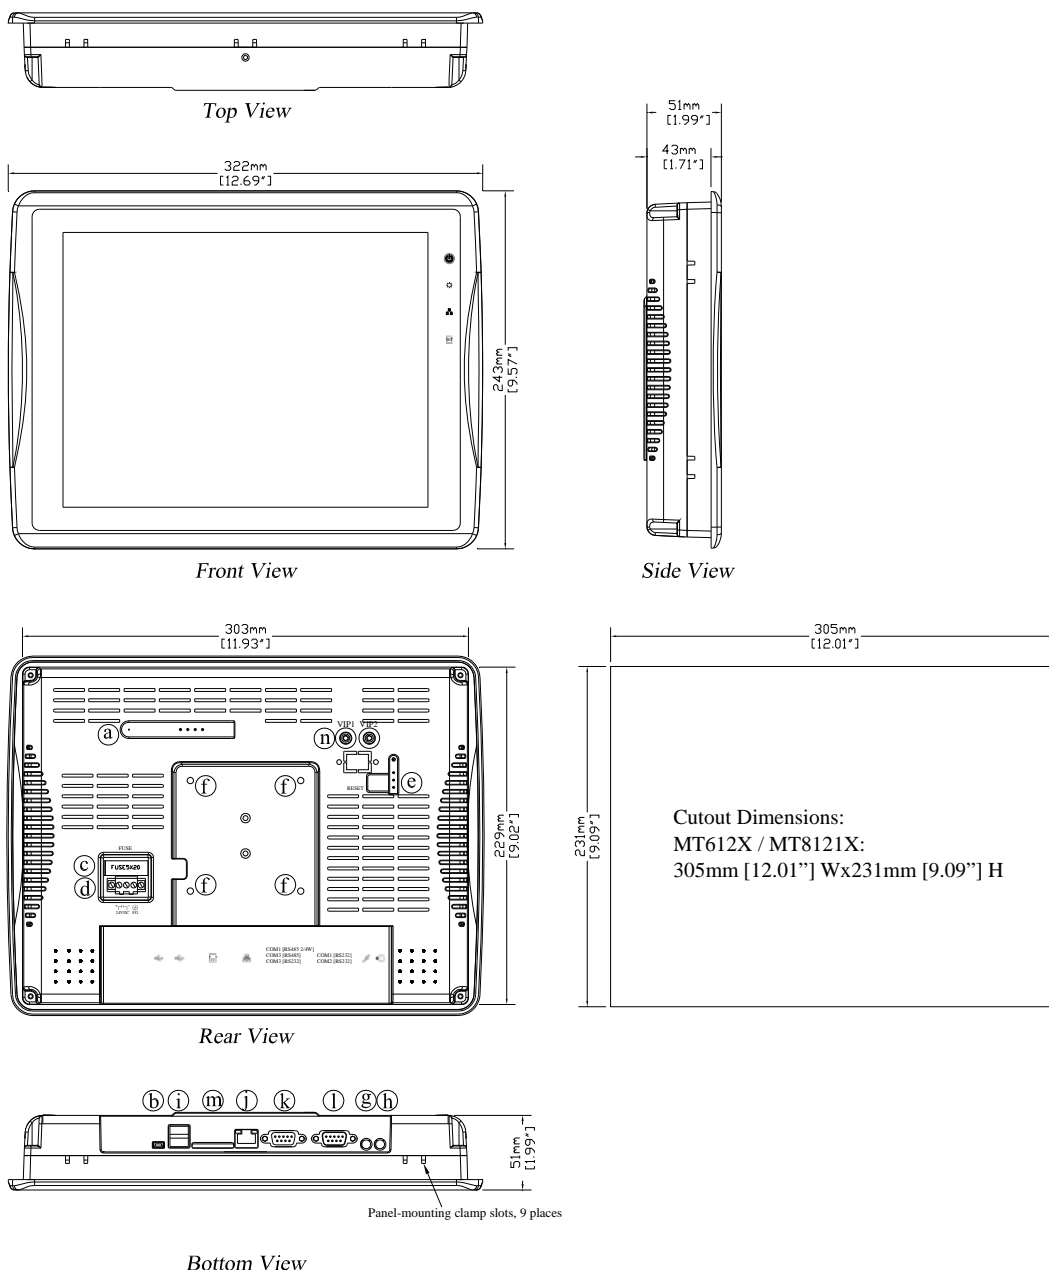 Top View
51mm
[1.99"]
43mm
[1.71"]
322mm
[12.69"]
243mm
[9.57"]
Front View
Side View
303mm
[11.93"]
305mm
[12.01"]
a
n
VIP1 VIP2
RESET
e
f
f
f
f
FUSE
c
FUSE5X20
d
24VDC FG
229mm
[9.02"]
COM1 [RS485 2/4W]
COM3 [RS485]
COM3 [RS232]
COM1 [RS232]
COM2 [RS232]
Rear View
231mm
[9.09"]
Cutout Dimensions:
MT612X / MT8121X:
305mm [12.01”] Wx231mm [9.09”] H
b i m j k l g h
51mm
[1.99"]
Panel-mounting clamp slots, 9 places
Bottom View